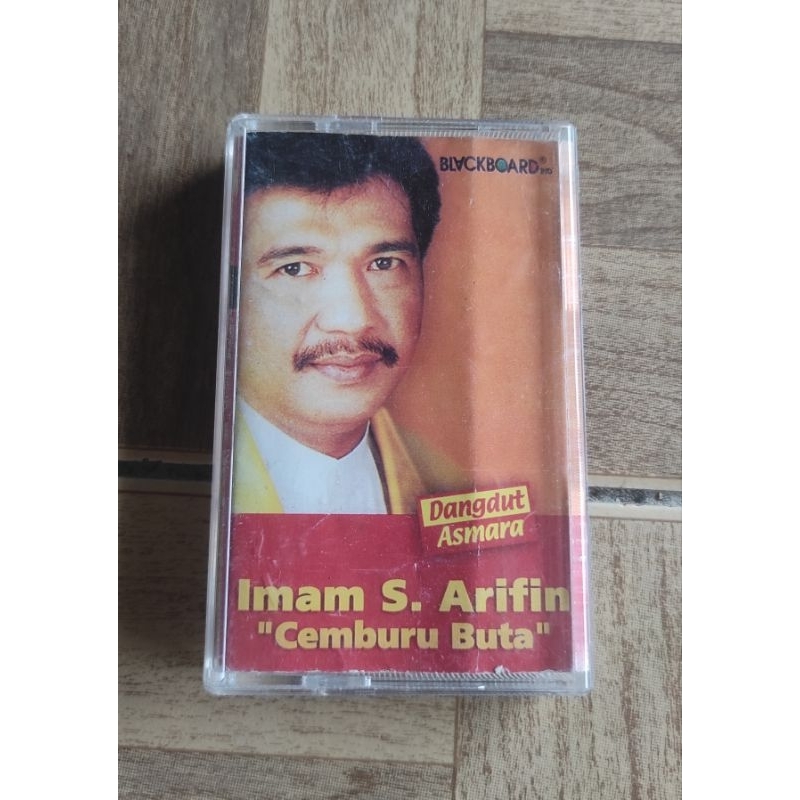 BLACKBOARD®
Dangdut
Asmara
Imam S. Arifin
"Cemburu Buta"